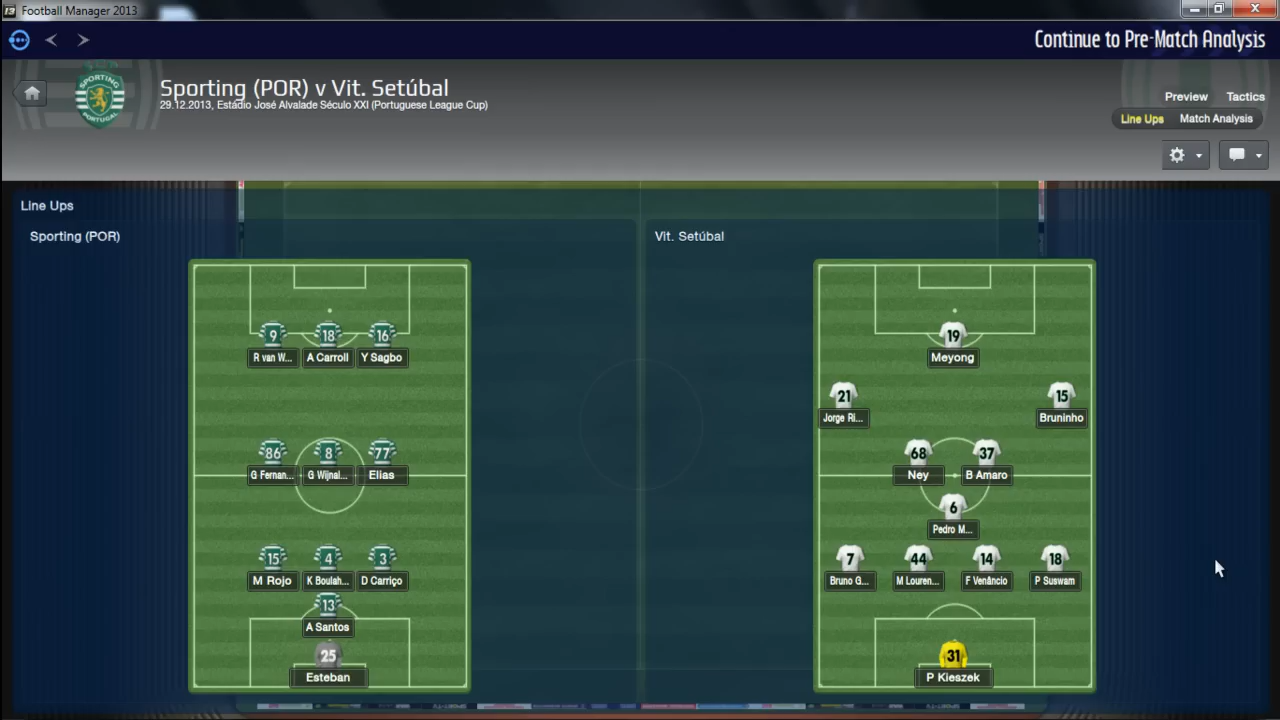 Football Manager 2013
Continue to Pre-Match Analysis
SPORTING
PORTUGAL
Sporting (POR) v Vit. Setúbal
29.12.2013, Estádio José Alvalade Século XXI (Portuguese League Cup)
Preview Tactics
Line Ups Match Analysis
Line Ups
Sporting (POR) Vit. Setúbal
9 18 16
R van W... A Carroll Y Sagbo
86 8 77
G Fernan... G Wijnal... Elias
15 4 3
M Rojo K Boulah... D Carriço
13
A Santos
25
Esteban
19
Meyong
21 15
Jorge Ri... Bruninho
68 37
Ney B Amaro
6
Pedro M...
7 44 14 18
Bruno G... M Louren... F Venâncio P Suswam
31
P Kieszek